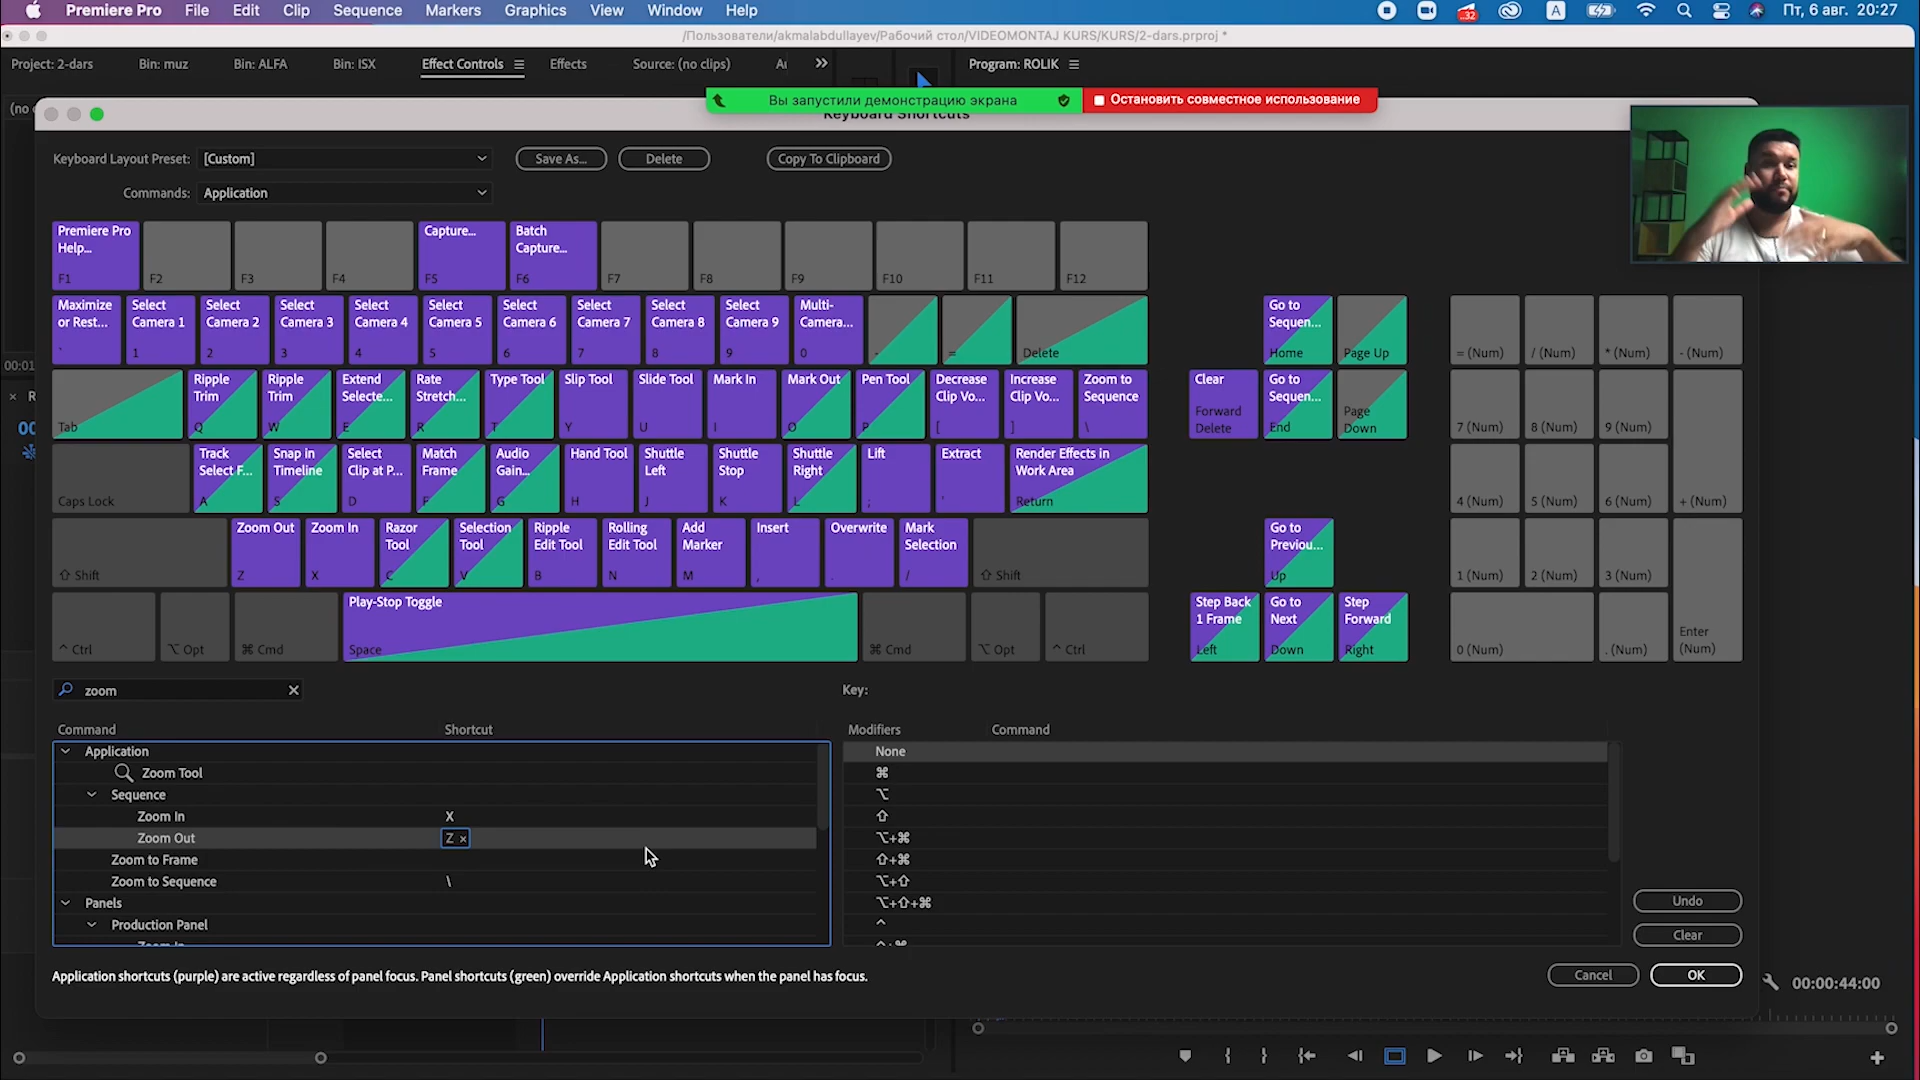 Premiere Pro File Edit Clip Sequence Markers Graphics View Window Help
32 A Пт, 6 авг. 20:27
/Пользователи/akmalabdullayev/Рабочий стол/VIDEOMONTAJ KURS/KURS/2-dars.prproj *
Project: 2-dars Bin: muz Bin: ALFA Bin: ISX Effect Controls Effects Source: (no clips) Program: ROLIK
Вы запустили демонстрацию экрана Остановить совместное использование
Keyboard Shortcuts
Keyboard Layout Preset: [Custom] Save As... Delete Copy To Clipboard
Commands: Application
Premiere Pro Help... F1
F2
F3
F4
Capture... F5
Batch Capture... F6
F7
F8
F9
F10
F11
F12
Maximize or Rest... `
Select Camera 1 1
Select Camera 2 2
Select Camera 3 3
Select Camera 4 4
Select Camera 5 5
Select Camera 6 6
Select Camera 7 7
Select Camera 8 8
Select Camera 9 9
Multi-Camera... 0
-
=
Delete
Go to Sequen... Home
Page Up
= (Num)
/ (Num)
* (Num)
- (Num)
Tab
Ripple Trim Q
Ripple Trim W
Extend Selecte... E
Rate Stretch... R
Type Tool T
Slip Tool Y
Slide Tool U
Mark In I
Mark Out O
Pen Tool P
Decrease Clip Vo... [
Increase Clip Vo... ]
Zoom to Sequence \
Clear Forward Delete
Go to Sequen... End
Page Down
7 (Num)
8 (Num)
9 (Num)
Caps Lock
Track Select F... A
Snap in Timeline S
Select Clip at P... D
Match Frame F
Audio Gain... G
Hand Tool H
Shuttle Left J
Shuttle Stop K
Shuttle Right L
Lift ;
Extract '
Render Effects in Work Area Return
4 (Num)
5 (Num)
6 (Num)
+ (Num)
⇧ Shift
Zoom Out Z
Zoom In X
Razor Tool C
Selection Tool V
Ripple Edit Tool B
Rolling Edit Tool N
Add Marker M
Insert ,
Overwrite .
Mark Selection /
⇧ Shift
Go to Previou... Up
1 (Num)
2 (Num)
3 (Num)
^ Ctrl
⌥ Opt
⌘ Cmd
Play-Stop Toggle Space
⌘ Cmd
⌥ Opt
^ Ctrl
Step Back 1 Frame Left
Go to Next Down
Step Forward Right
0 (Num)
. (Num)
Enter (Num)
zoom
Key:
Command Shortcut
Modifiers Command
Application
Zoom Tool
Sequence
Zoom In X
Zoom Out Z ×
Zoom to Frame
Zoom to Sequence \
Panels
Production Panel
Zoom In
None
⌘
⌥
⇧
⌥+⌘
⇧+⌘
⌥+⇧
⌥+⇧+⌘
^
^+⌘
Undo
Clear
Application shortcuts (purple) are active regardless of panel focus. Panel shortcuts (green) override Application shortcuts when the panel has focus.
Cancel OK
00:00:44:00